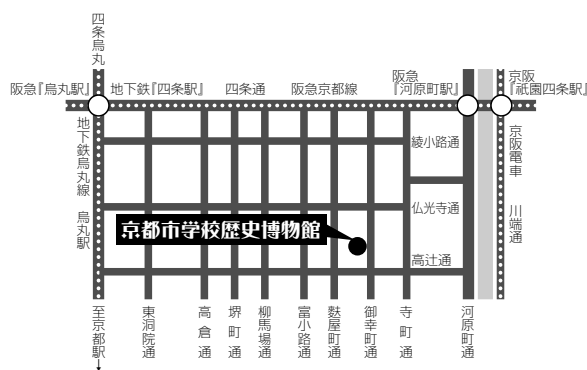 四条烏丸
阪急『烏丸駅』
地下鉄『四条駅』
四条通
阪急京都線
阪急
『河原町駅』
京阪
『祇園四条駅』
地下鉄烏丸線 烏丸駅
綾小路通
京阪電車 川端通
仏光寺通
京都市学校歴史博物館
高辻通
至京都駅→
東洞院通
高倉通
堺町通
柳馬場通
富小路通
麩屋町通
御幸町通
寺町通
河原町通